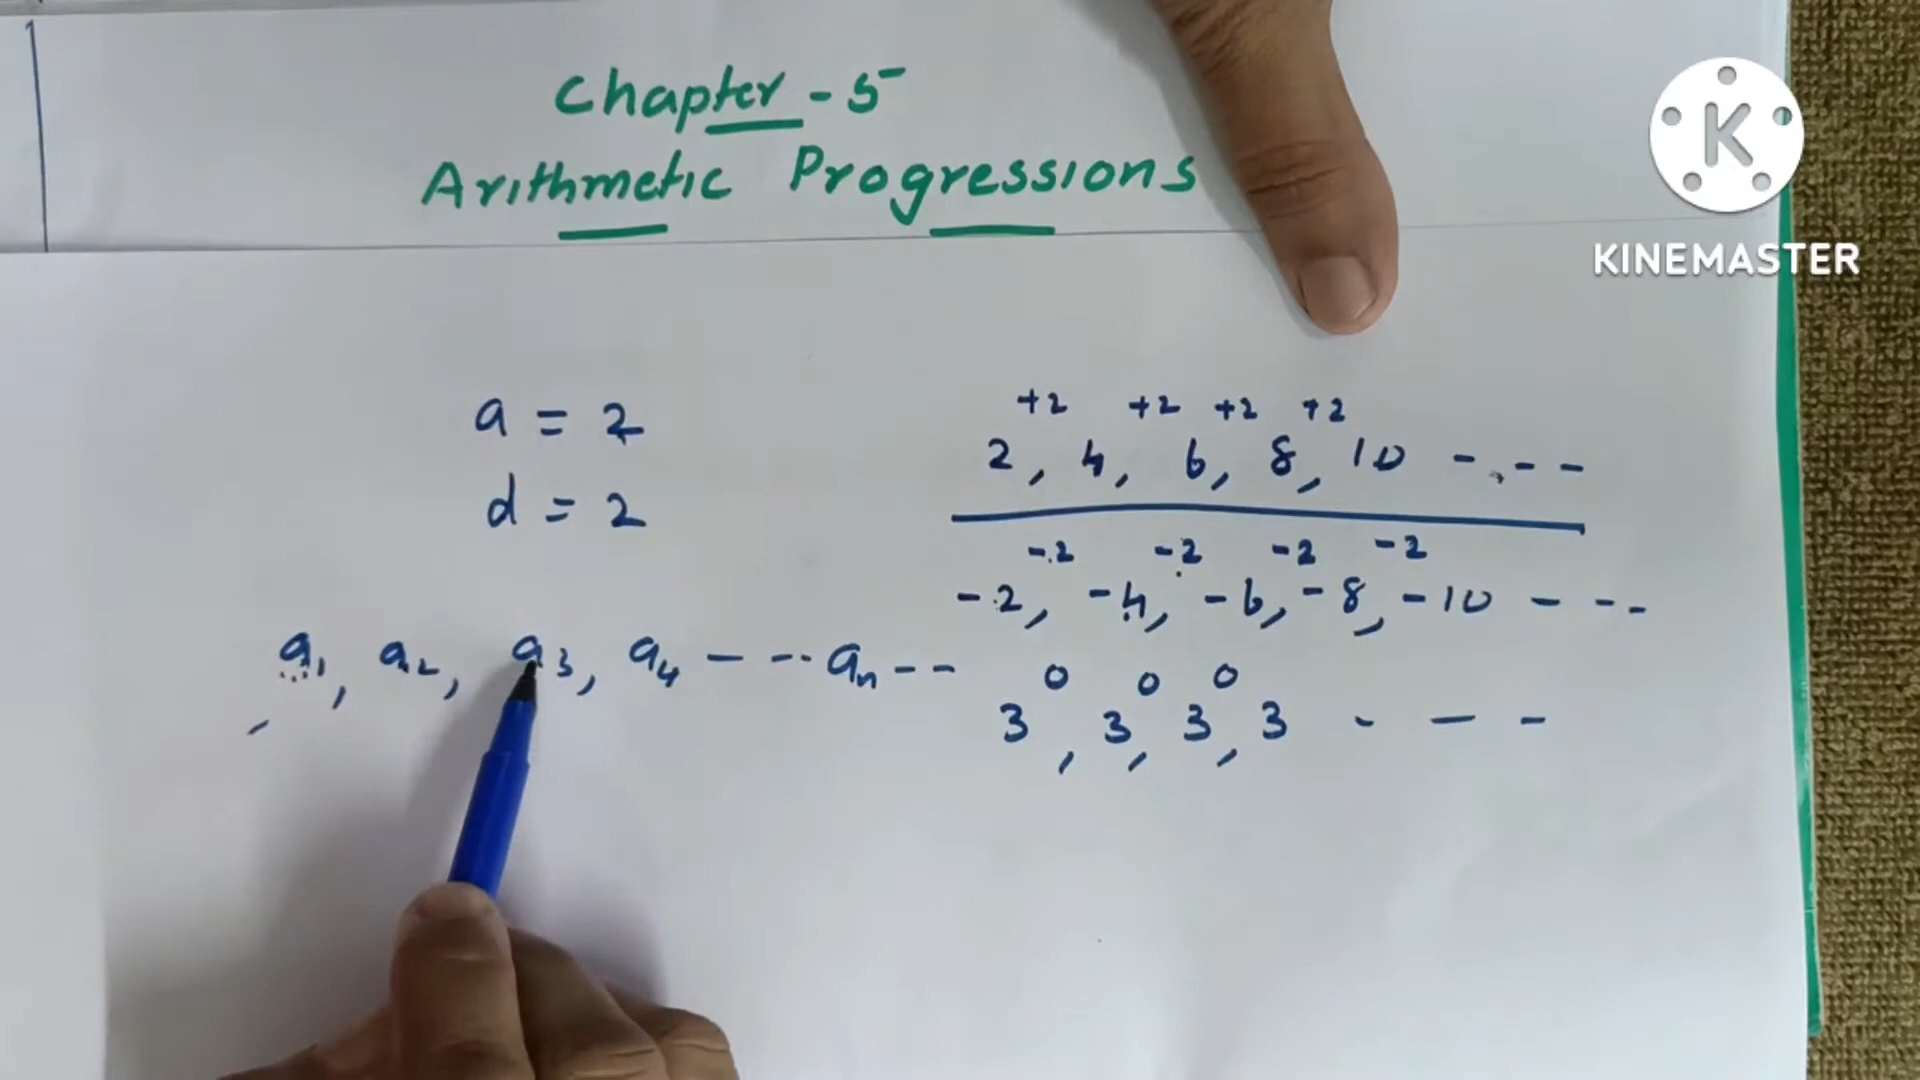 Chapter - 5
Arithmetic Progressions
K
KINEMASTER
a = 2
d = 2
+2 +2 +2 +2
2, 4, 6, 8, 10 - - - -
-2 -2 -2 -2
-2, -4, -6, -8, -10 - - -
a₁, a₂, a₃, a₄ - - - aₙ - -
0 0 0
3, 3, 3, 3 - - -